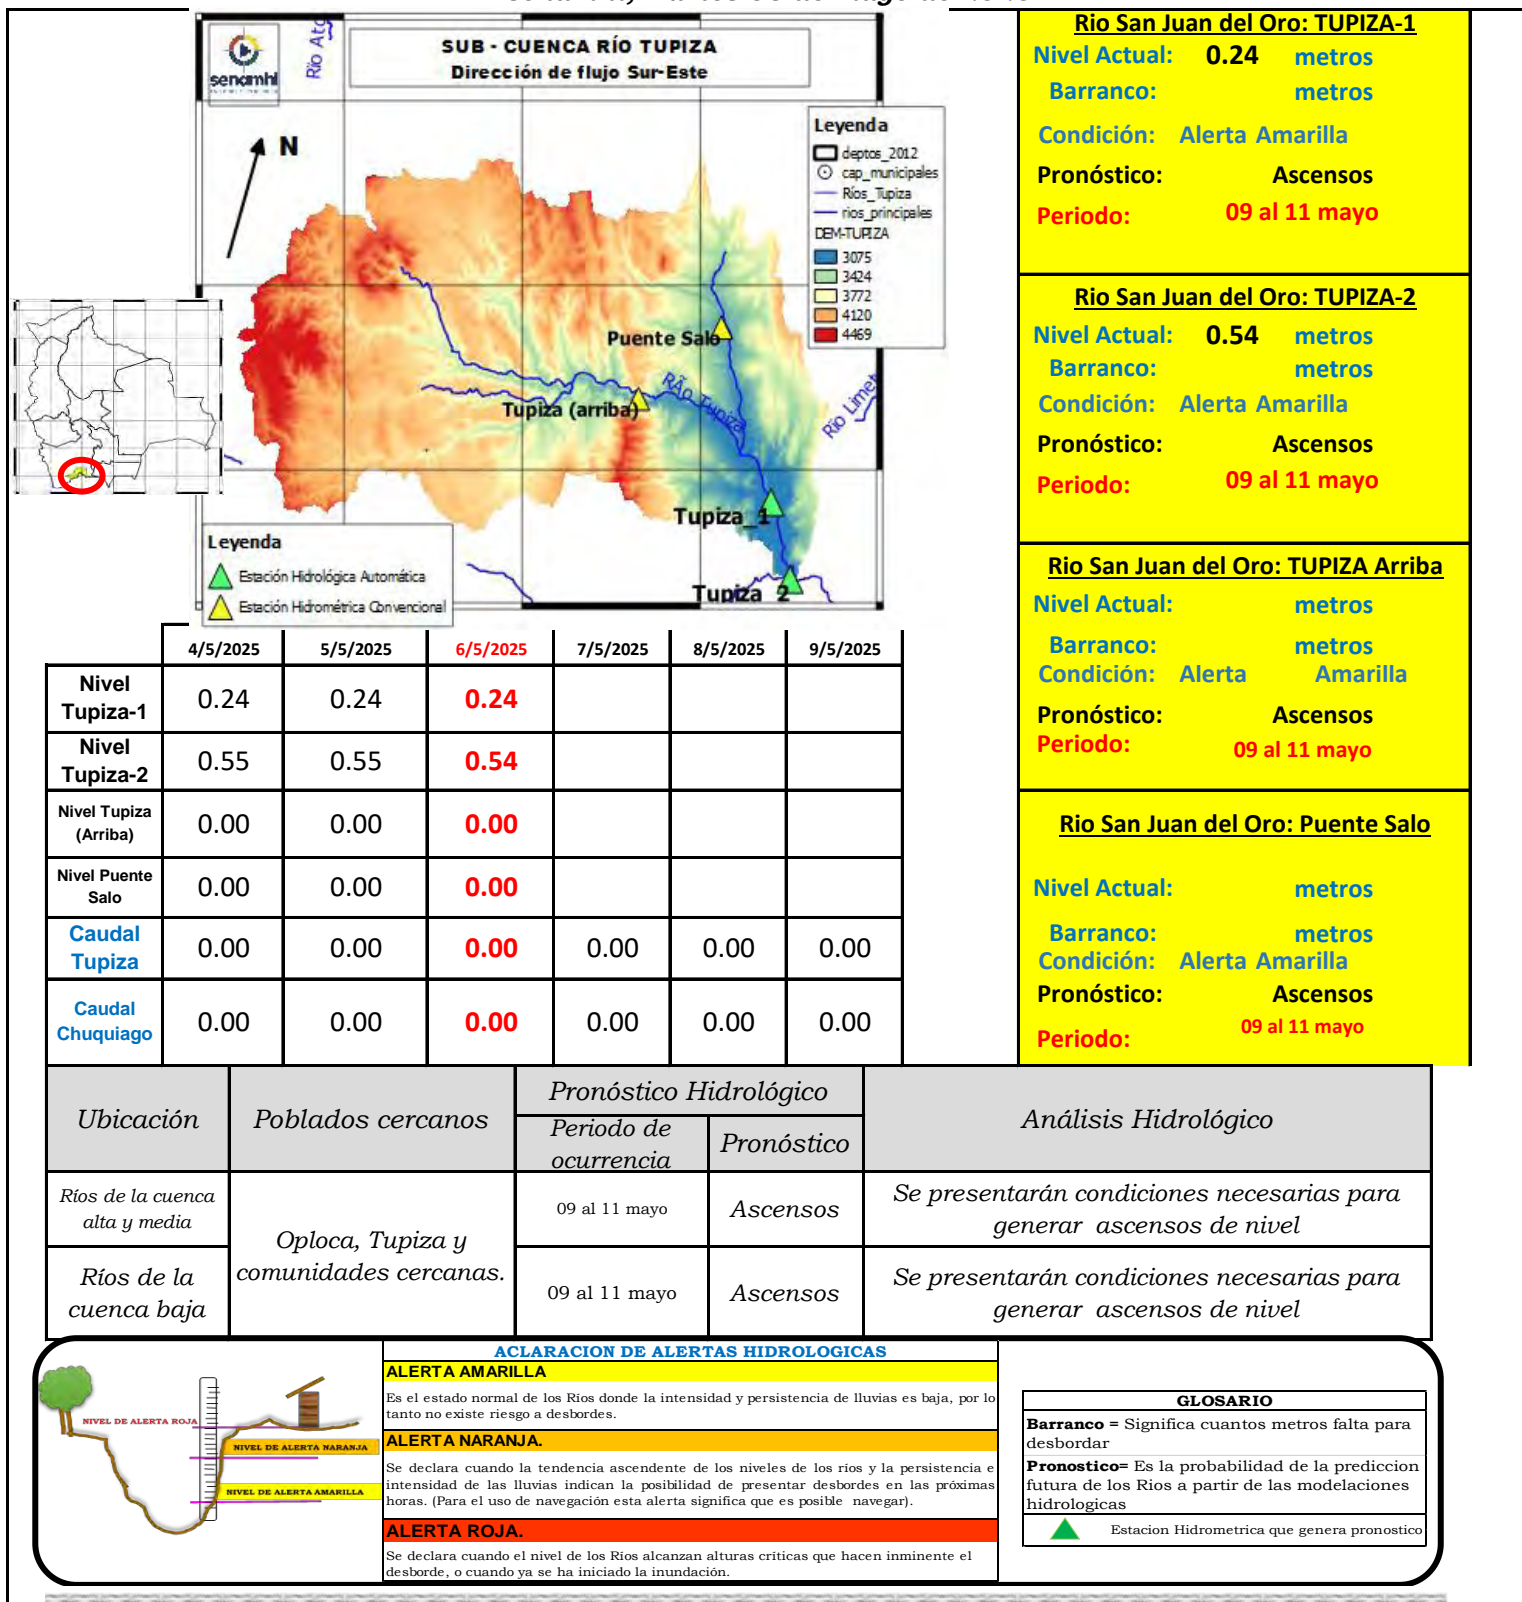 SUB - CUENCA RÍO TUPIZA
Dirección de flujo Sur-Este
senamhi
Río Ato
N
Leyenda
deptos_2012
cap_municipales
Ríos_Tupiza
rios_principales
DEM-TUPIZA
3075
3424
3772
4120
4469
Puente Salo
Tupiza (arriba)
RÃ­o Tupiza
Río Limet
Tupiza_1
Tupiza_2
Leyenda
Estación Hidrológica Automática
Estación Hidrométrica Convencional
Rio San Juan del Oro: TUPIZA-1
Nivel Actual: 0.24 metros
Barranco: metros
Condición: Alerta Amarilla
Pronóstico: Ascensos
Periodo: 09 al 11 mayo
Rio San Juan del Oro: TUPIZA-2
Nivel Actual: 0.54 metros
Barranco: metros
Condición: Alerta Amarilla
Pronóstico: Ascensos
Periodo: 09 al 11 mayo
Rio San Juan del Oro: TUPIZA Arriba
Nivel Actual: metros
Barranco: metros
Condición: Alerta Amarilla
Pronóstico: Ascensos
Periodo: 09 al 11 mayo
Rio San Juan del Oro: Puente Salo
Nivel Actual: metros
Barranco: metros
Condición: Alerta Amarilla
Pronóstico: Ascensos
Periodo: 09 al 11 mayo
4/5/2025 5/5/2025 6/5/2025 7/5/2025 8/5/2025 9/5/2025
Nivel
Tupiza-1 0.24 0.24 0.24
Nivel
Tupiza-2 0.55 0.55 0.54
Nivel Tupiza
(Arriba) 0.00 0.00 0.00
Nivel Puente
Salo 0.00 0.00 0.00
Caudal
Tupiza 0.00 0.00 0.00 0.00 0.00 0.00
Caudal
Chuquiago 0.00 0.00 0.00 0.00 0.00 0.00
Ubicación Poblados cercanos Pronóstico Hidrológico Análisis Hidrológico
Periodo de
ocurrencia Pronóstico
Ríos de la cuenca
alta y media
Oploca, Tupiza y
comunidades cercanas.
09 al 11 mayo Ascensos
Se presentarán condiciones necesarias para
generar ascensos de nivel
Ríos de la
cuenca baja
09 al 11 mayo Ascensos
Se presentarán condiciones necesarias para
generar ascensos de nivel
NIVEL DE ALERTA ROJA
NIVEL DE ALERTA NARANJA
NIVEL DE ALERTA AMARILLA
ACLARACION DE ALERTAS HIDROLOGICAS
ALERTA AMARILLA
Es el estado normal de los Rios donde la intensidad y persistencia de lluvias es baja, por lo
tanto no existe riesgo a desbordes.
ALERTA NARANJA.
Se declara cuando la tendencia ascendente de los niveles de los ríos y la persistencia e
intensidad de las lluvias indican la posibilidad de presentar desbordes en las próximas
horas. (Para el uso de navegación esta alerta significa que es posible navegar).
ALERTA ROJA.
Se declara cuando el nivel de los Rios alcanzan alturas criticas que hacen inminente el
desborde, o cuando ya se ha iniciado la inundación.
GLOSARIO
Barranco = Significa cuantos metros falta para
desbordar
Pronostico= Es la probabilidad de la prediccion
futura de los Rios a partir de las modelaciones
hidrologicas
Estacion Hidrometrica que genera pronostico